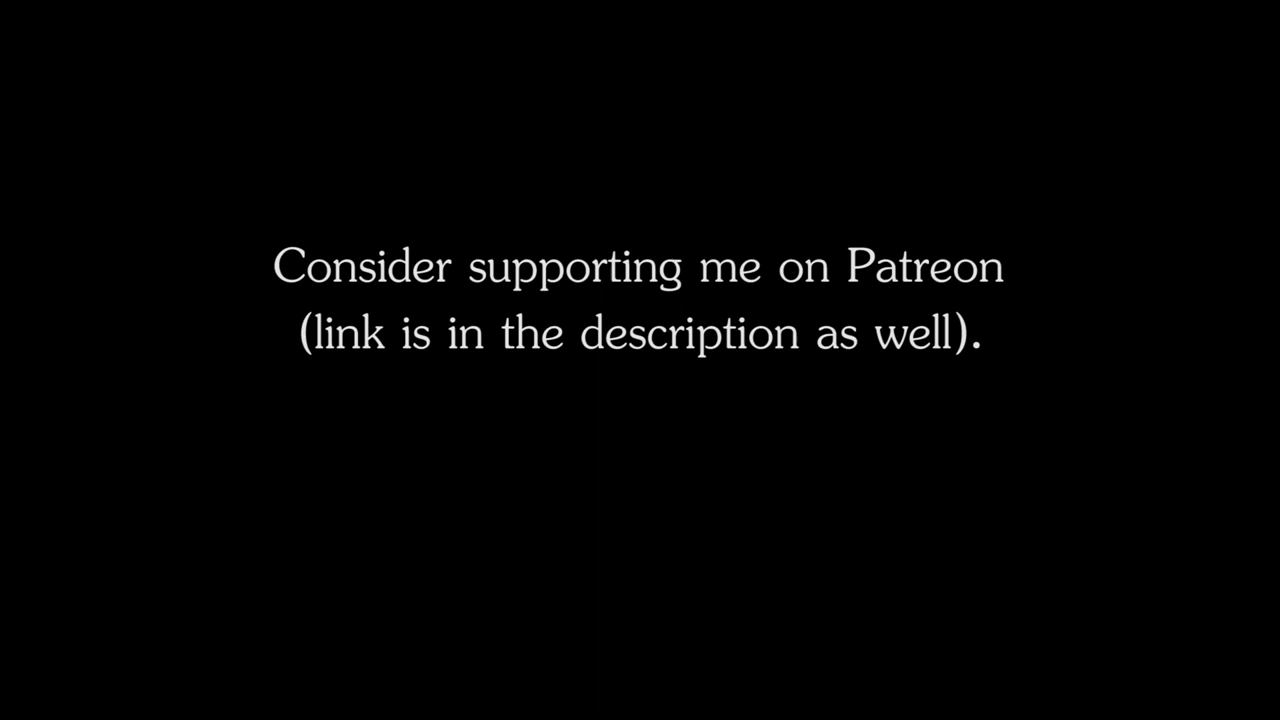 Consider supporting me on Patreon
(link is in the description as well).